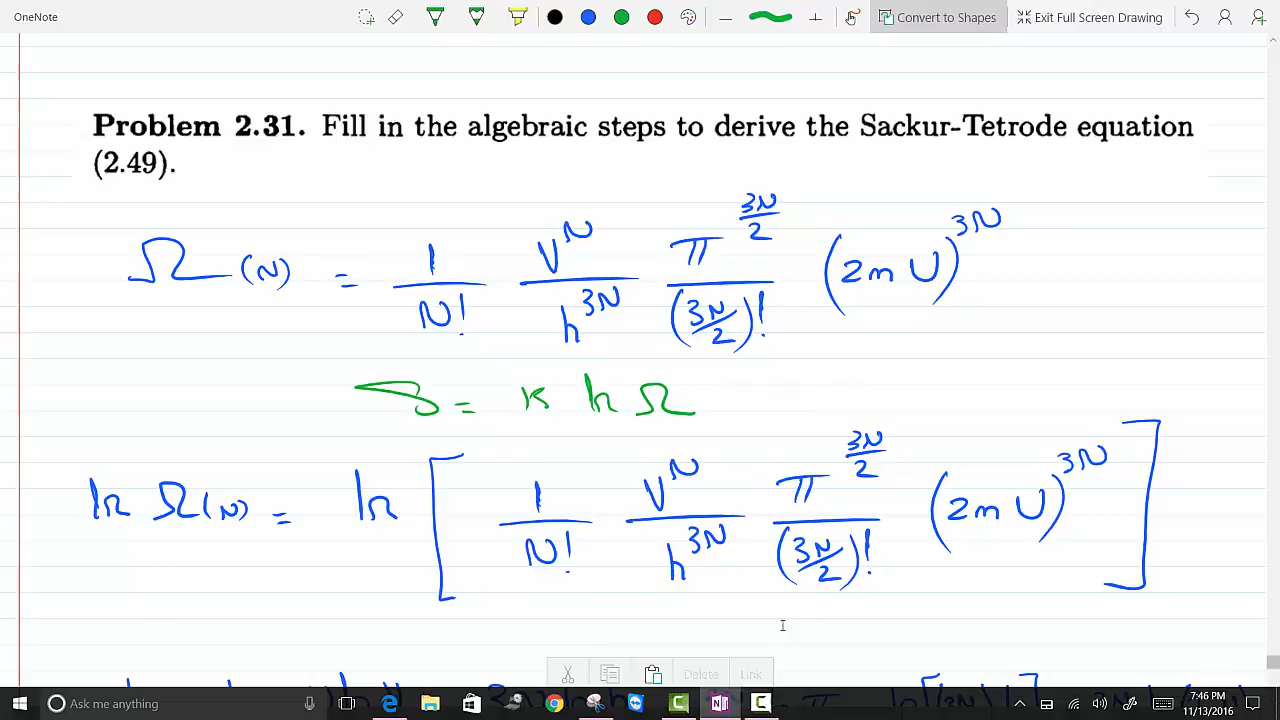 OneNote
Convert to Shapes Exit Full Screen Drawing
Problem 2.31. Fill in the algebraic steps to derive the Sackur-Tetrode equation
(2.49).
Ω(N) = 1/N! V^N/h^{3N} π^{3N/2}/(3N/2)! (2mU)^{3N}
S = k ln Ω
ln Ω(N) = ln [ 1/N! V^N/h^{3N} π^{3N/2}/(3N/2)! (2mU)^{3N} ]
Delete Link
Ask me anything
7:46 PM
11/13/2016